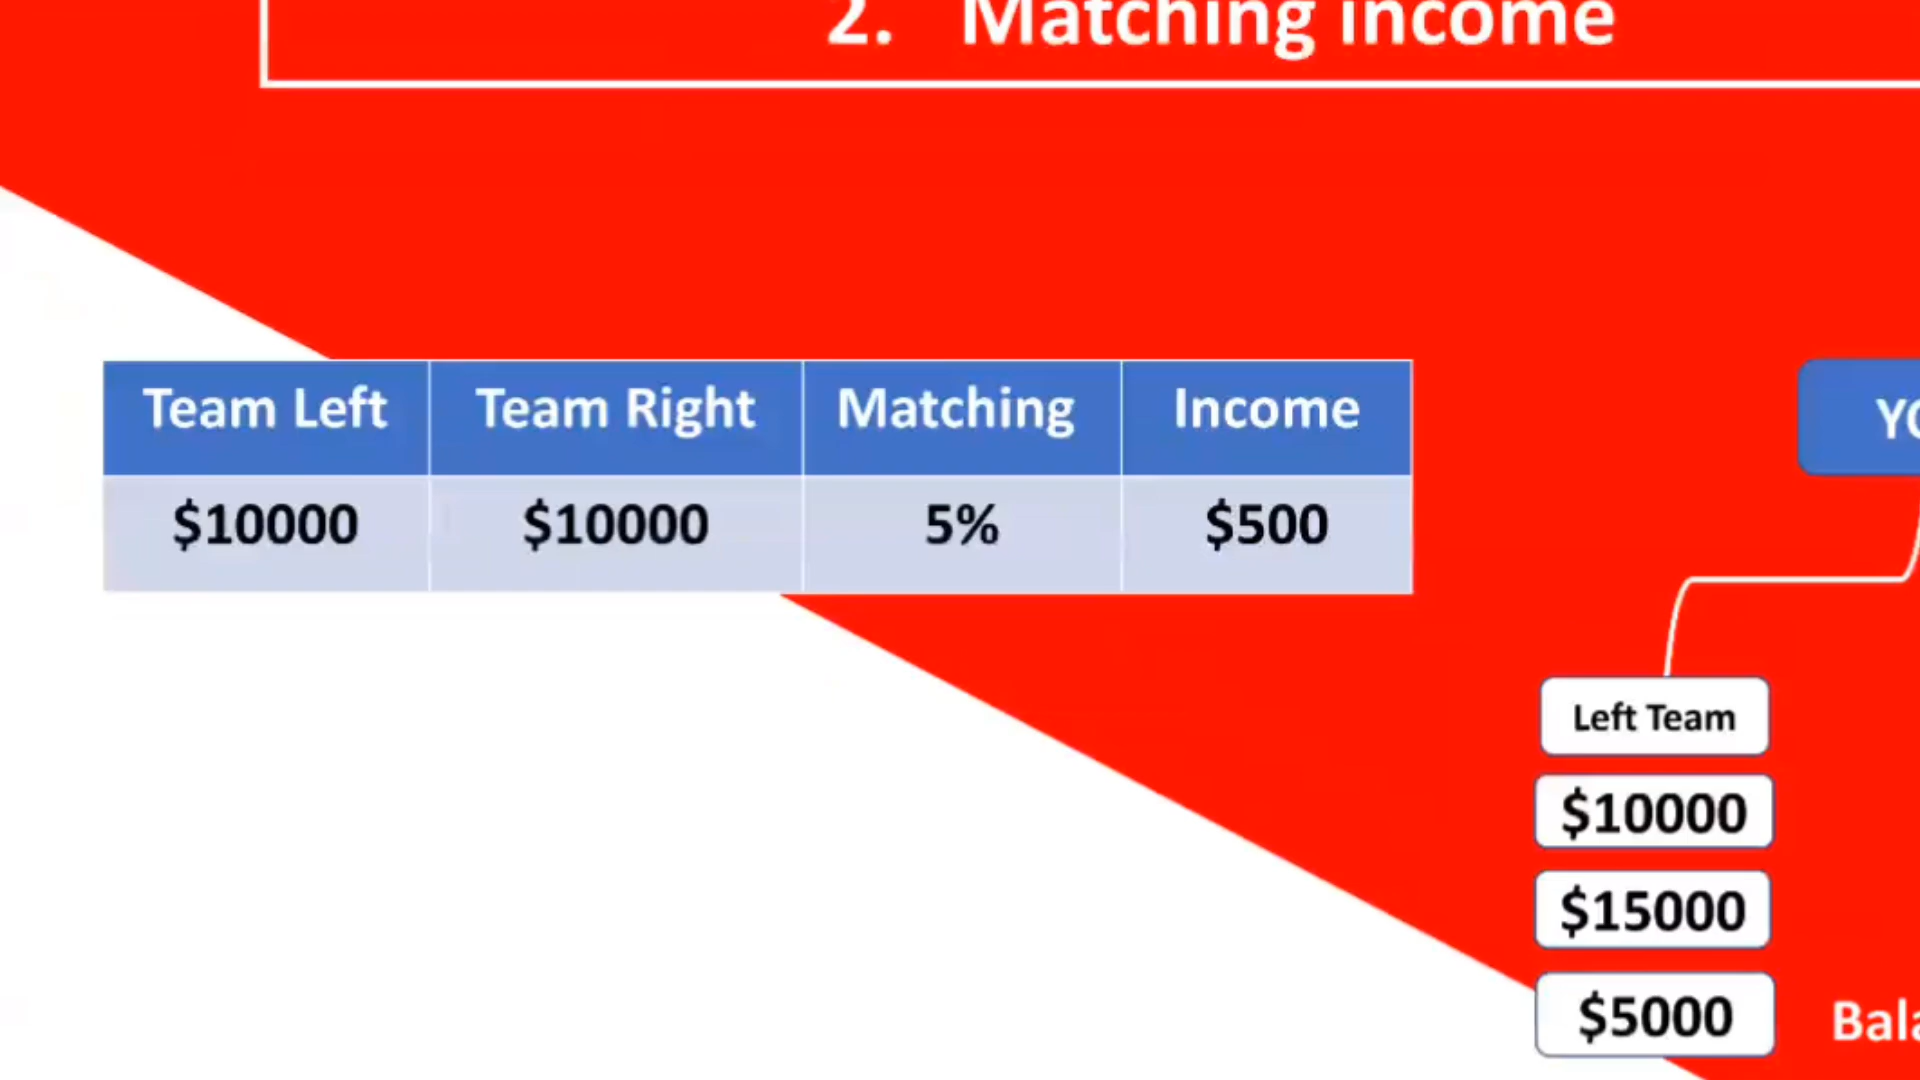 2. Matching income
Team Left Team Right Matching Income
$10000 $10000 5% $500
Left Team
$10000
$15000
$5000